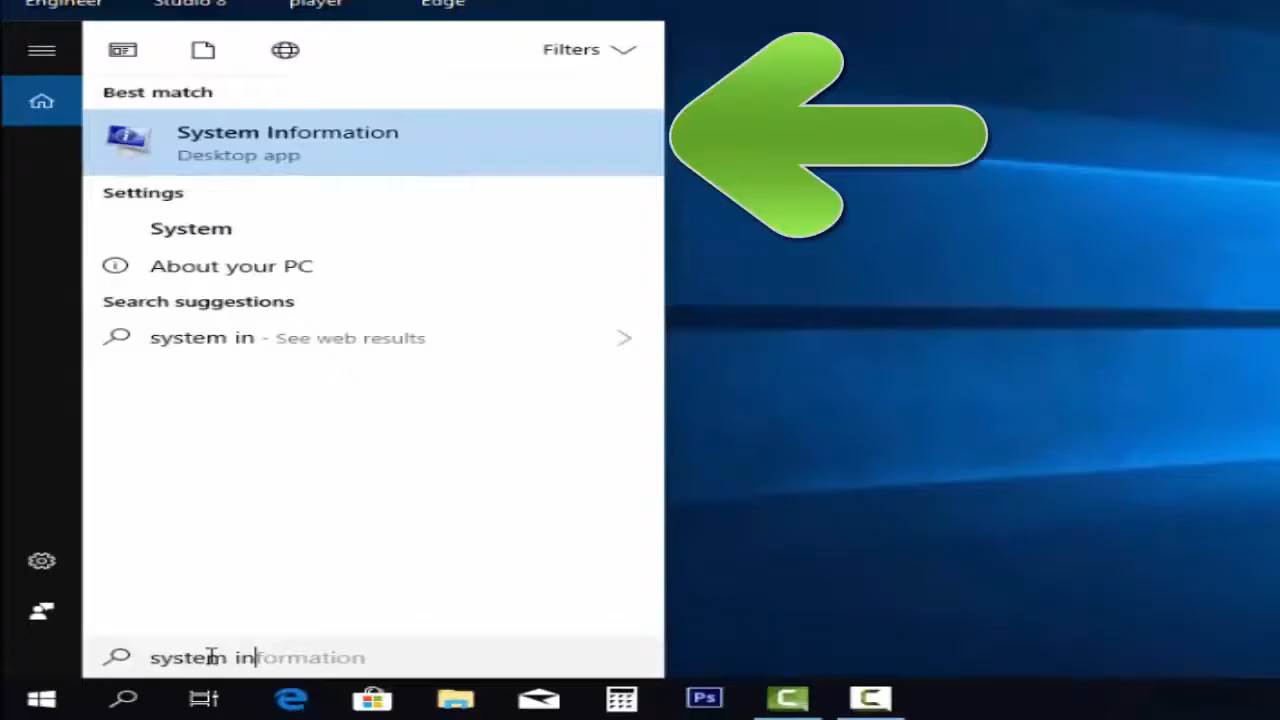 Engineer
Studio 8
player
Edge
Filters
Best match
System Information
Desktop app
Settings
System
About your PC
Search suggestions
system in - See web results
system information
Ps